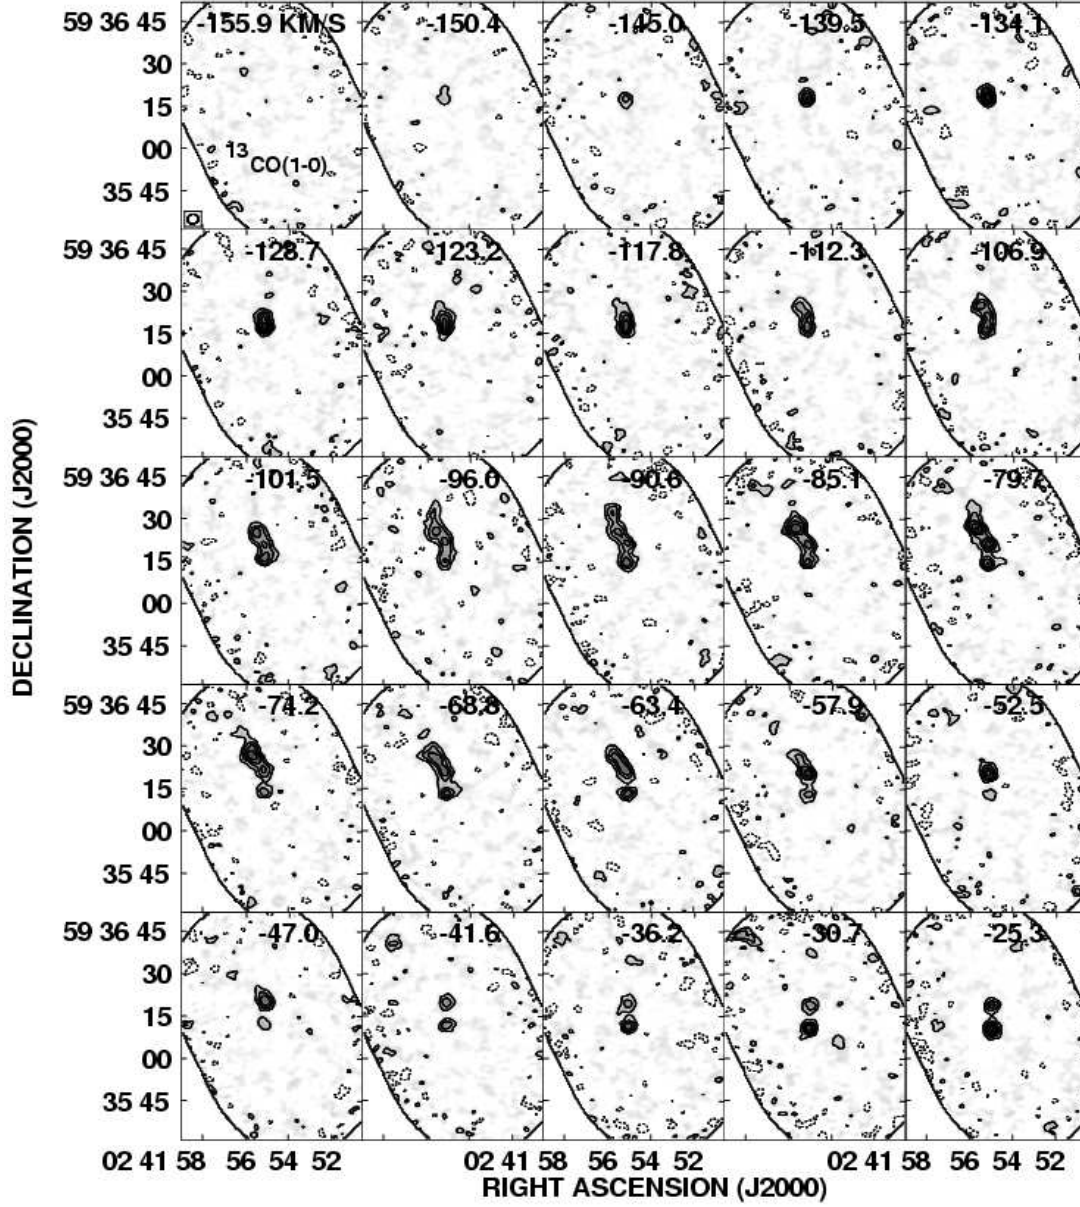 59 36 45 -155.9 KM/S -150.4 -145.0 -139.5 -134.1
30
15
00 13CO(1-0)
35 45
59 36 45 -128.7 -123.2 -117.8 -112.3 -106.9
30
15
00
35 45
59 36 45 -101.5 -96.0 -90.6 -85.1 -79.7
30
15
00
35 45
59 36 45 -74.2 -68.8 -63.4 -57.9 -52.5
30
15
00
35 45
59 36 45 -47.0 -41.6 -36.2 -30.7 -25.3
30
15
00
35 45
02 41 58 56 54 52 02 41 58 56 54 52 02 41 58 56 54 52
RIGHT ASCENSION (J2000)
DECLINATION (J2000)